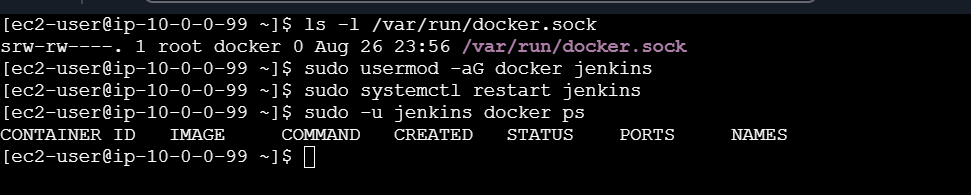 [ec2-user@ip-10-0-0-99 ~]$ ls -l /var/run/docker.sock
srw-rw----. 1 root docker 0 Aug 26 23:56 /var/run/docker.sock
[ec2-user@ip-10-0-0-99 ~]$ sudo usermod -aG docker jenkins
[ec2-user@ip-10-0-0-99 ~]$ sudo systemctl restart jenkins
[ec2-user@ip-10-0-0-99 ~]$ sudo -u jenkins docker ps
CONTAINER ID   IMAGE     COMMAND   CREATED   STATUS    PORTS     NAMES
[ec2-user@ip-10-0-0-99 ~]$